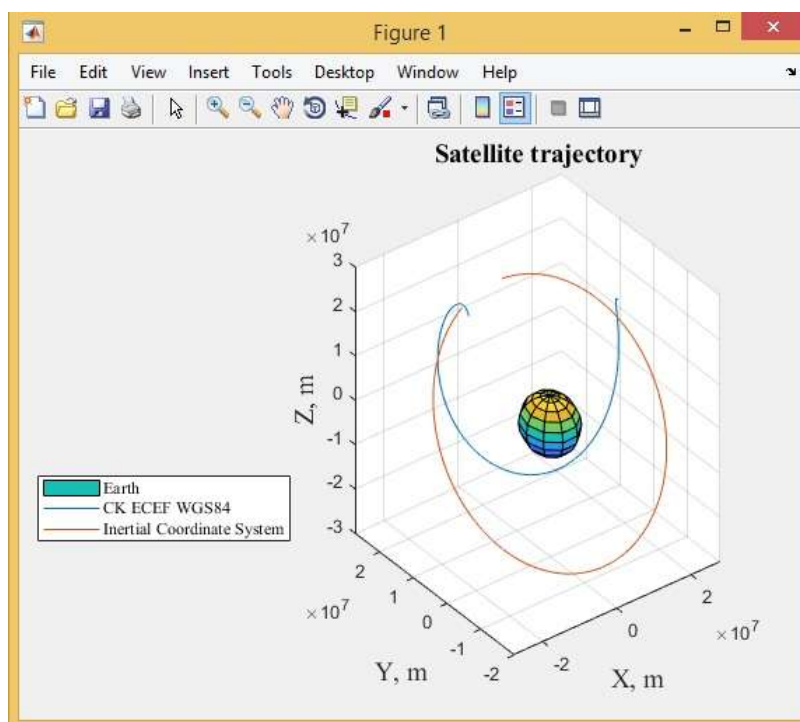 Figure 1
File Edit View Insert Tools Desktop Window Help
Satellite trajectory
×10⁷
3
2
1
0
-1
-2
-3
Z, m
Earth
CK ECEF WGS84
Inertial Coordinate System
2
1
0
-1
-2
×10⁷
Y, m
-2
0
2
×10⁷
X, m